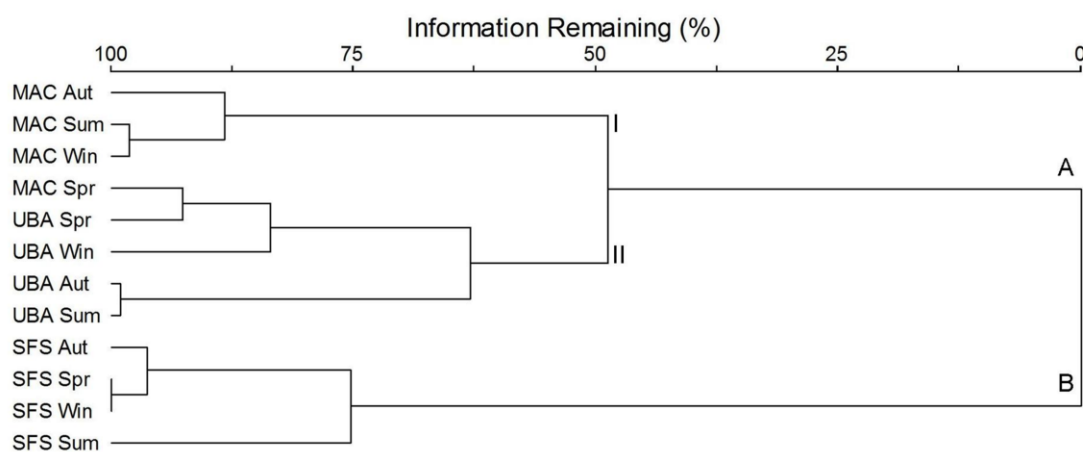 Information Remaining (%)
100 75 50 25 0
MAC Aut
MAC Sum
I
MAC Win
A
MAC Spr
UBA Spr
UBA Win
II
UBA Aut
UBA Sum
SFS Aut
SFS Spr
B
SFS Win
SFS Sum